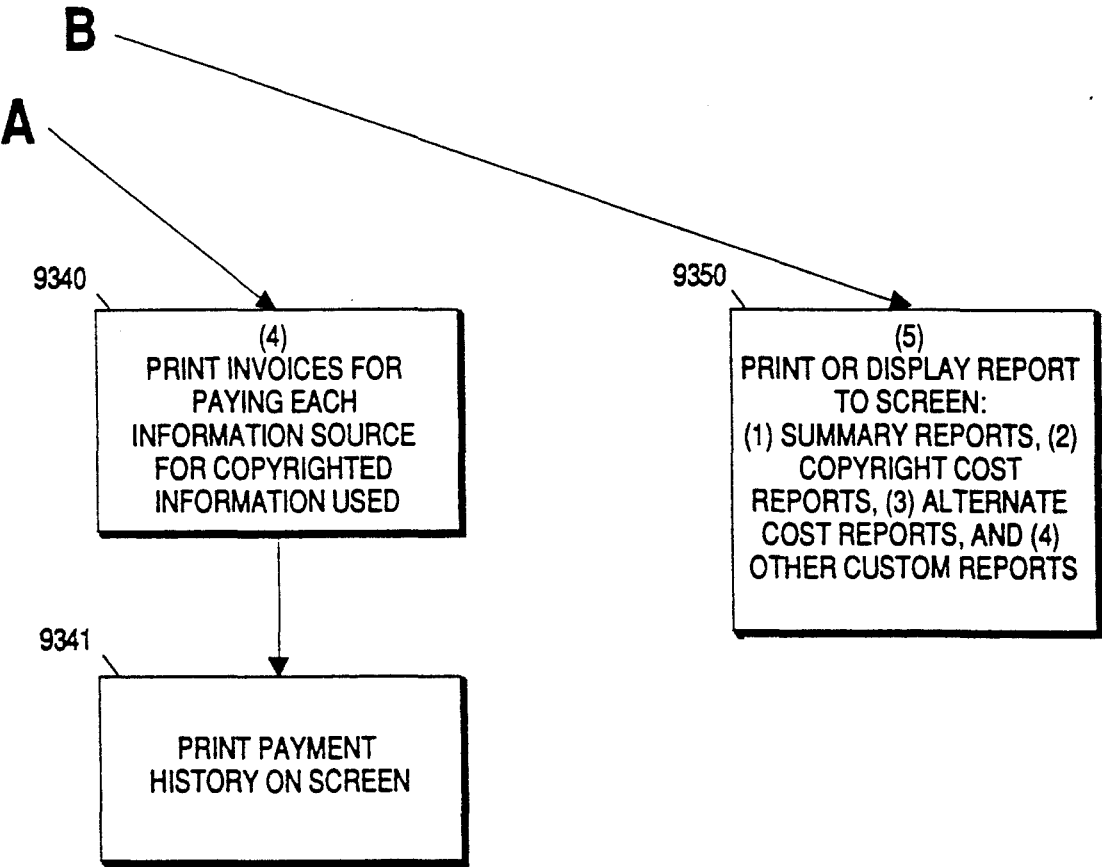 B
A
9340
(4)
PRINT INVOICES FOR
PAYING EACH
INFORMATION SOURCE
FOR COPYRIGHTED
INFORMATION USED
9350
(5)
PRINT OR DISPLAY REPORT
TO SCREEN:
(1) SUMMARY REPORTS, (2)
COPYRIGHT COST
REPORTS, (3) ALTERNATE
COST REPORTS, AND (4)
OTHER CUSTOM REPORTS
9341
PRINT PAYMENT
HISTORY ON SCREEN